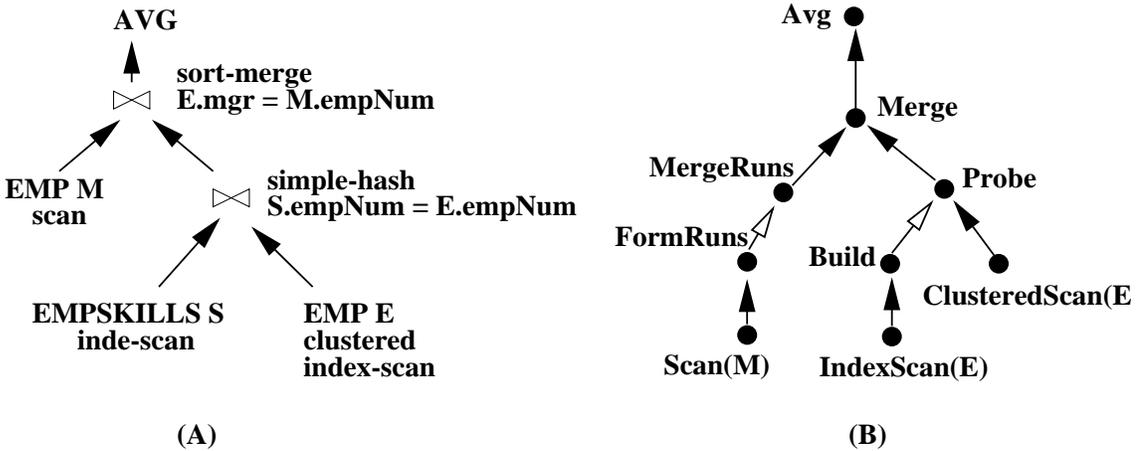 AVG
sort-merge
E.mgr = M.empNum
EMP M
scan
simple-hash
S.empNum = E.empNum
EMPSKILLS S
inde-scan
EMP E
clustered
index-scan
(A)
Avg
Merge
MergeRuns
Probe
FormRuns
Build
ClusteredScan(E
Scan(M)
IndexScan(E)
(B)